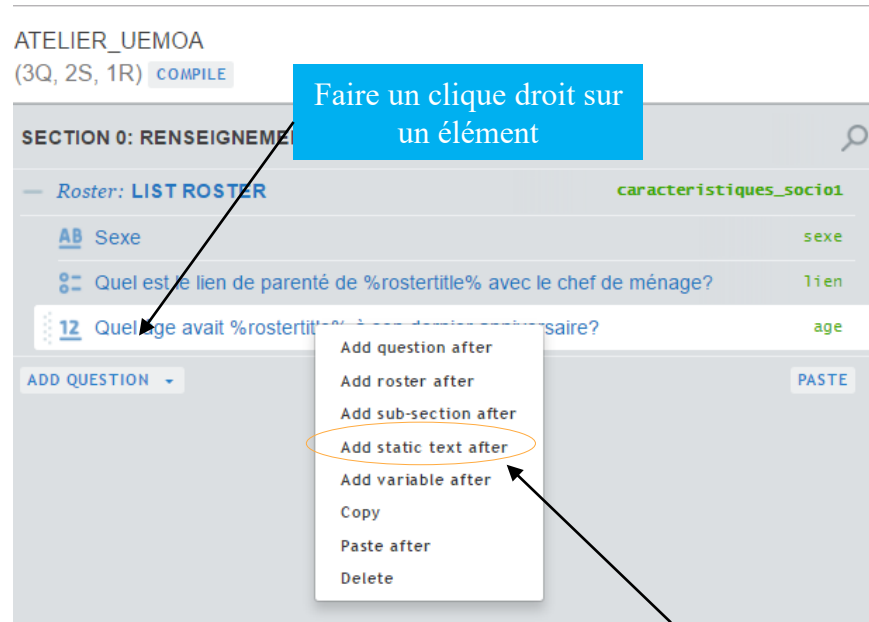 ATELIER_UEMOA
(3Q, 2S, 1R) COMPILE
Faire un clique droit sur
un élément
SECTION 0: RENSEIGNEME
Roster: LIST ROSTER caracteristiques_socio1
AB Sexe sexe
Quel est le lien de parenté de %rostertitle% avec le chef de ménage? lien
12 Quel age avait %rostertitle% à son dernier anniversaire? age
Add question after
ADD QUESTION PASTE
Add roster after
Add sub-section after
Add static text after
Add variable after
Copy
Paste after
Delete